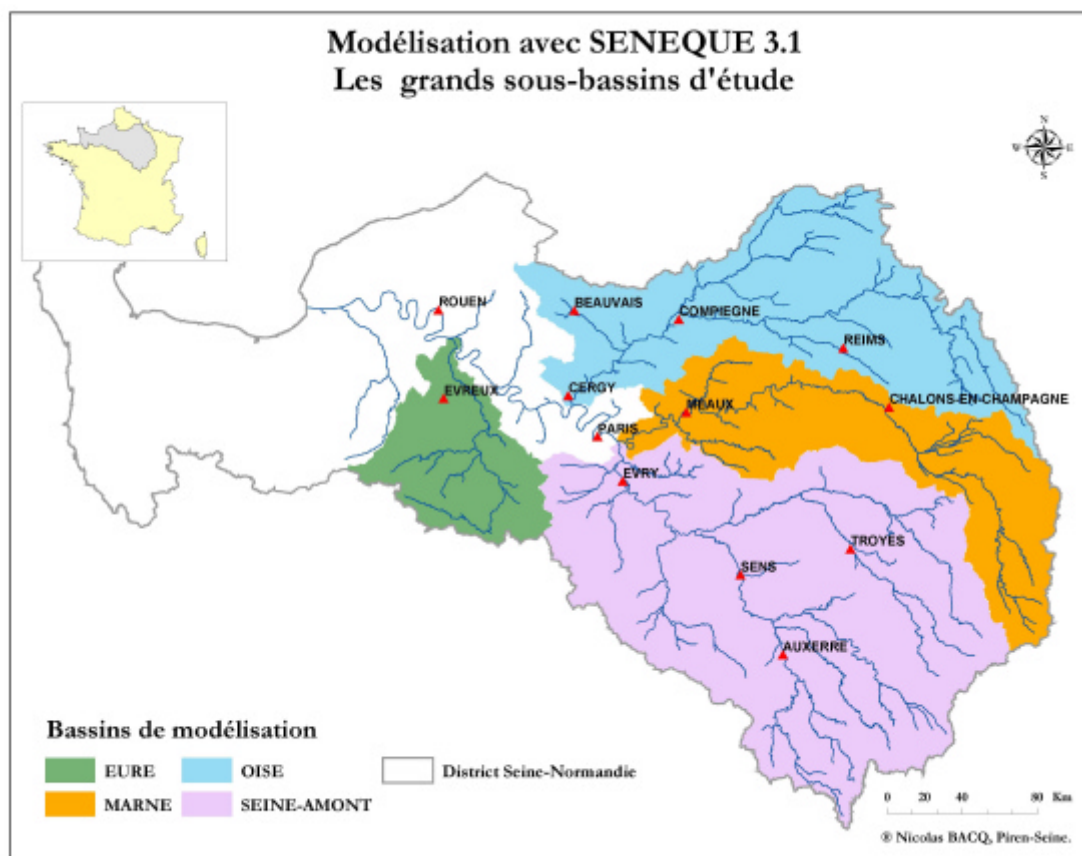 Modélisation avec SENEQUE 3.1
Les grands sous-bassins d'étude
N
W E
S
ROUEN
BEAUVAIS
COMPIEGNE
REIMS
EVREUX
CERGY
MEAUX
CHALONS-EN-CHAMPAGNE
PARIS
EVRY
TROYES
SENS
AUXERRE
Bassins de modélisation
EURE OISE District Seine-Normandie
MARNE SEINE-AMONT
0 20 40 80 Km
® Nicolas BACQ, Piren-Seine.